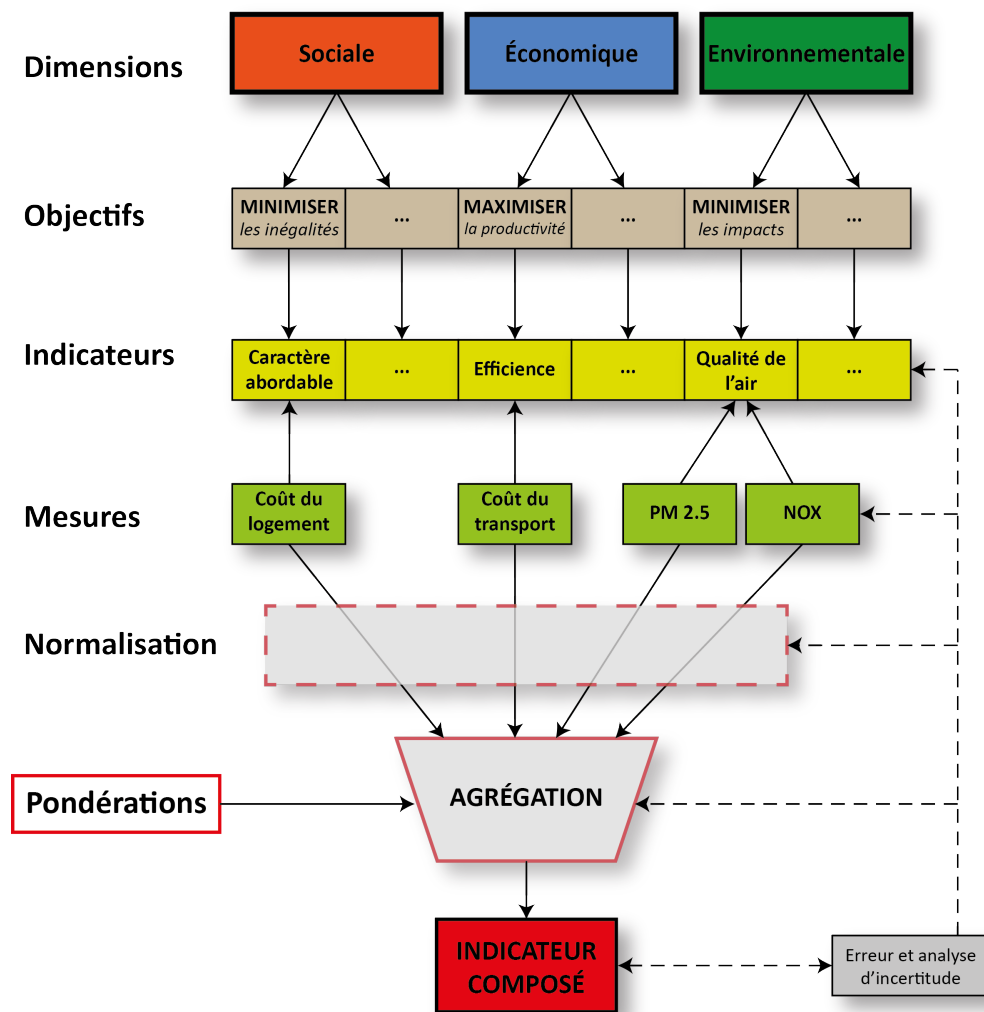 Dimensions
Sociale
Économique
Environnementale
Objectifs
MINIMISER
les inégalités
...
MAXIMISER
la productivité
...
MINIMISER
les impacts
...
Indicateurs
Caractère
abordable
...
Efficience
...
Qualité de
l'air
...
Mesures
Coût du
logement
Coût du
transport
PM 2.5
NOX
Normalisation
Pondérations
AGRÉGATION
INDICATEUR
COMPOSÉ
Erreur et analyse
d'incertitude